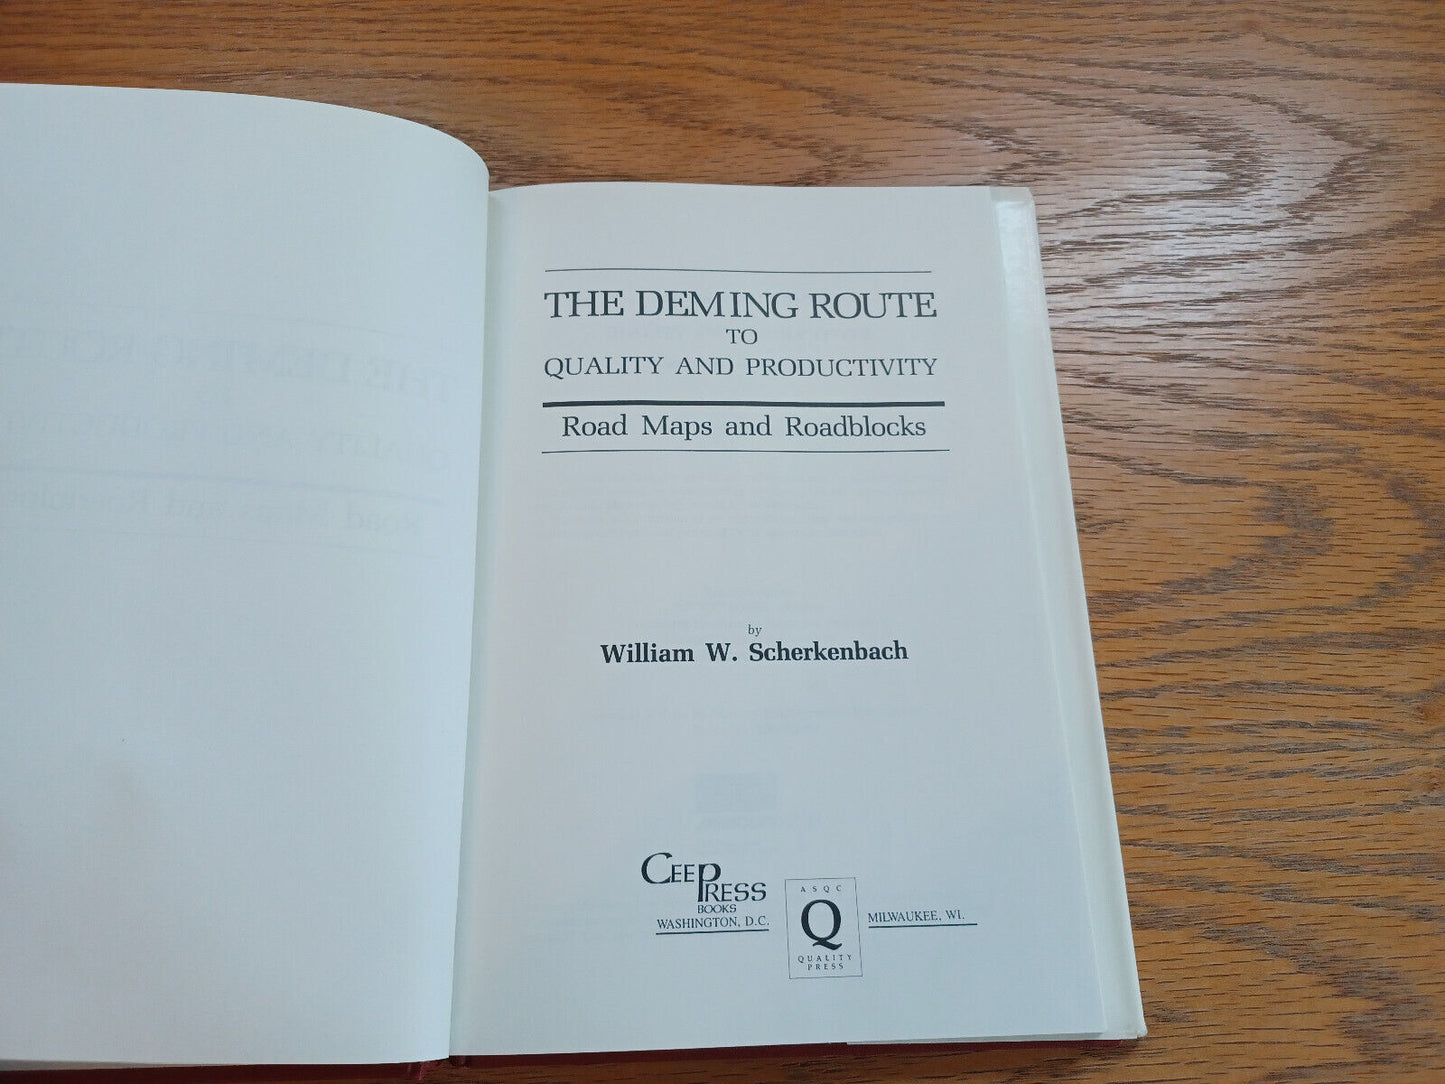 THE DEMING ROUTE
TO
QUALITY AND PRODUCTIVITY
Road Maps and Roadblocks
by
William W. Scherkenbach
CEEPRESS
BOOKS
WASHINGTON, D.C.
ASQC
Q
QUALITY
PRESS
MILWAUKEE, WI.